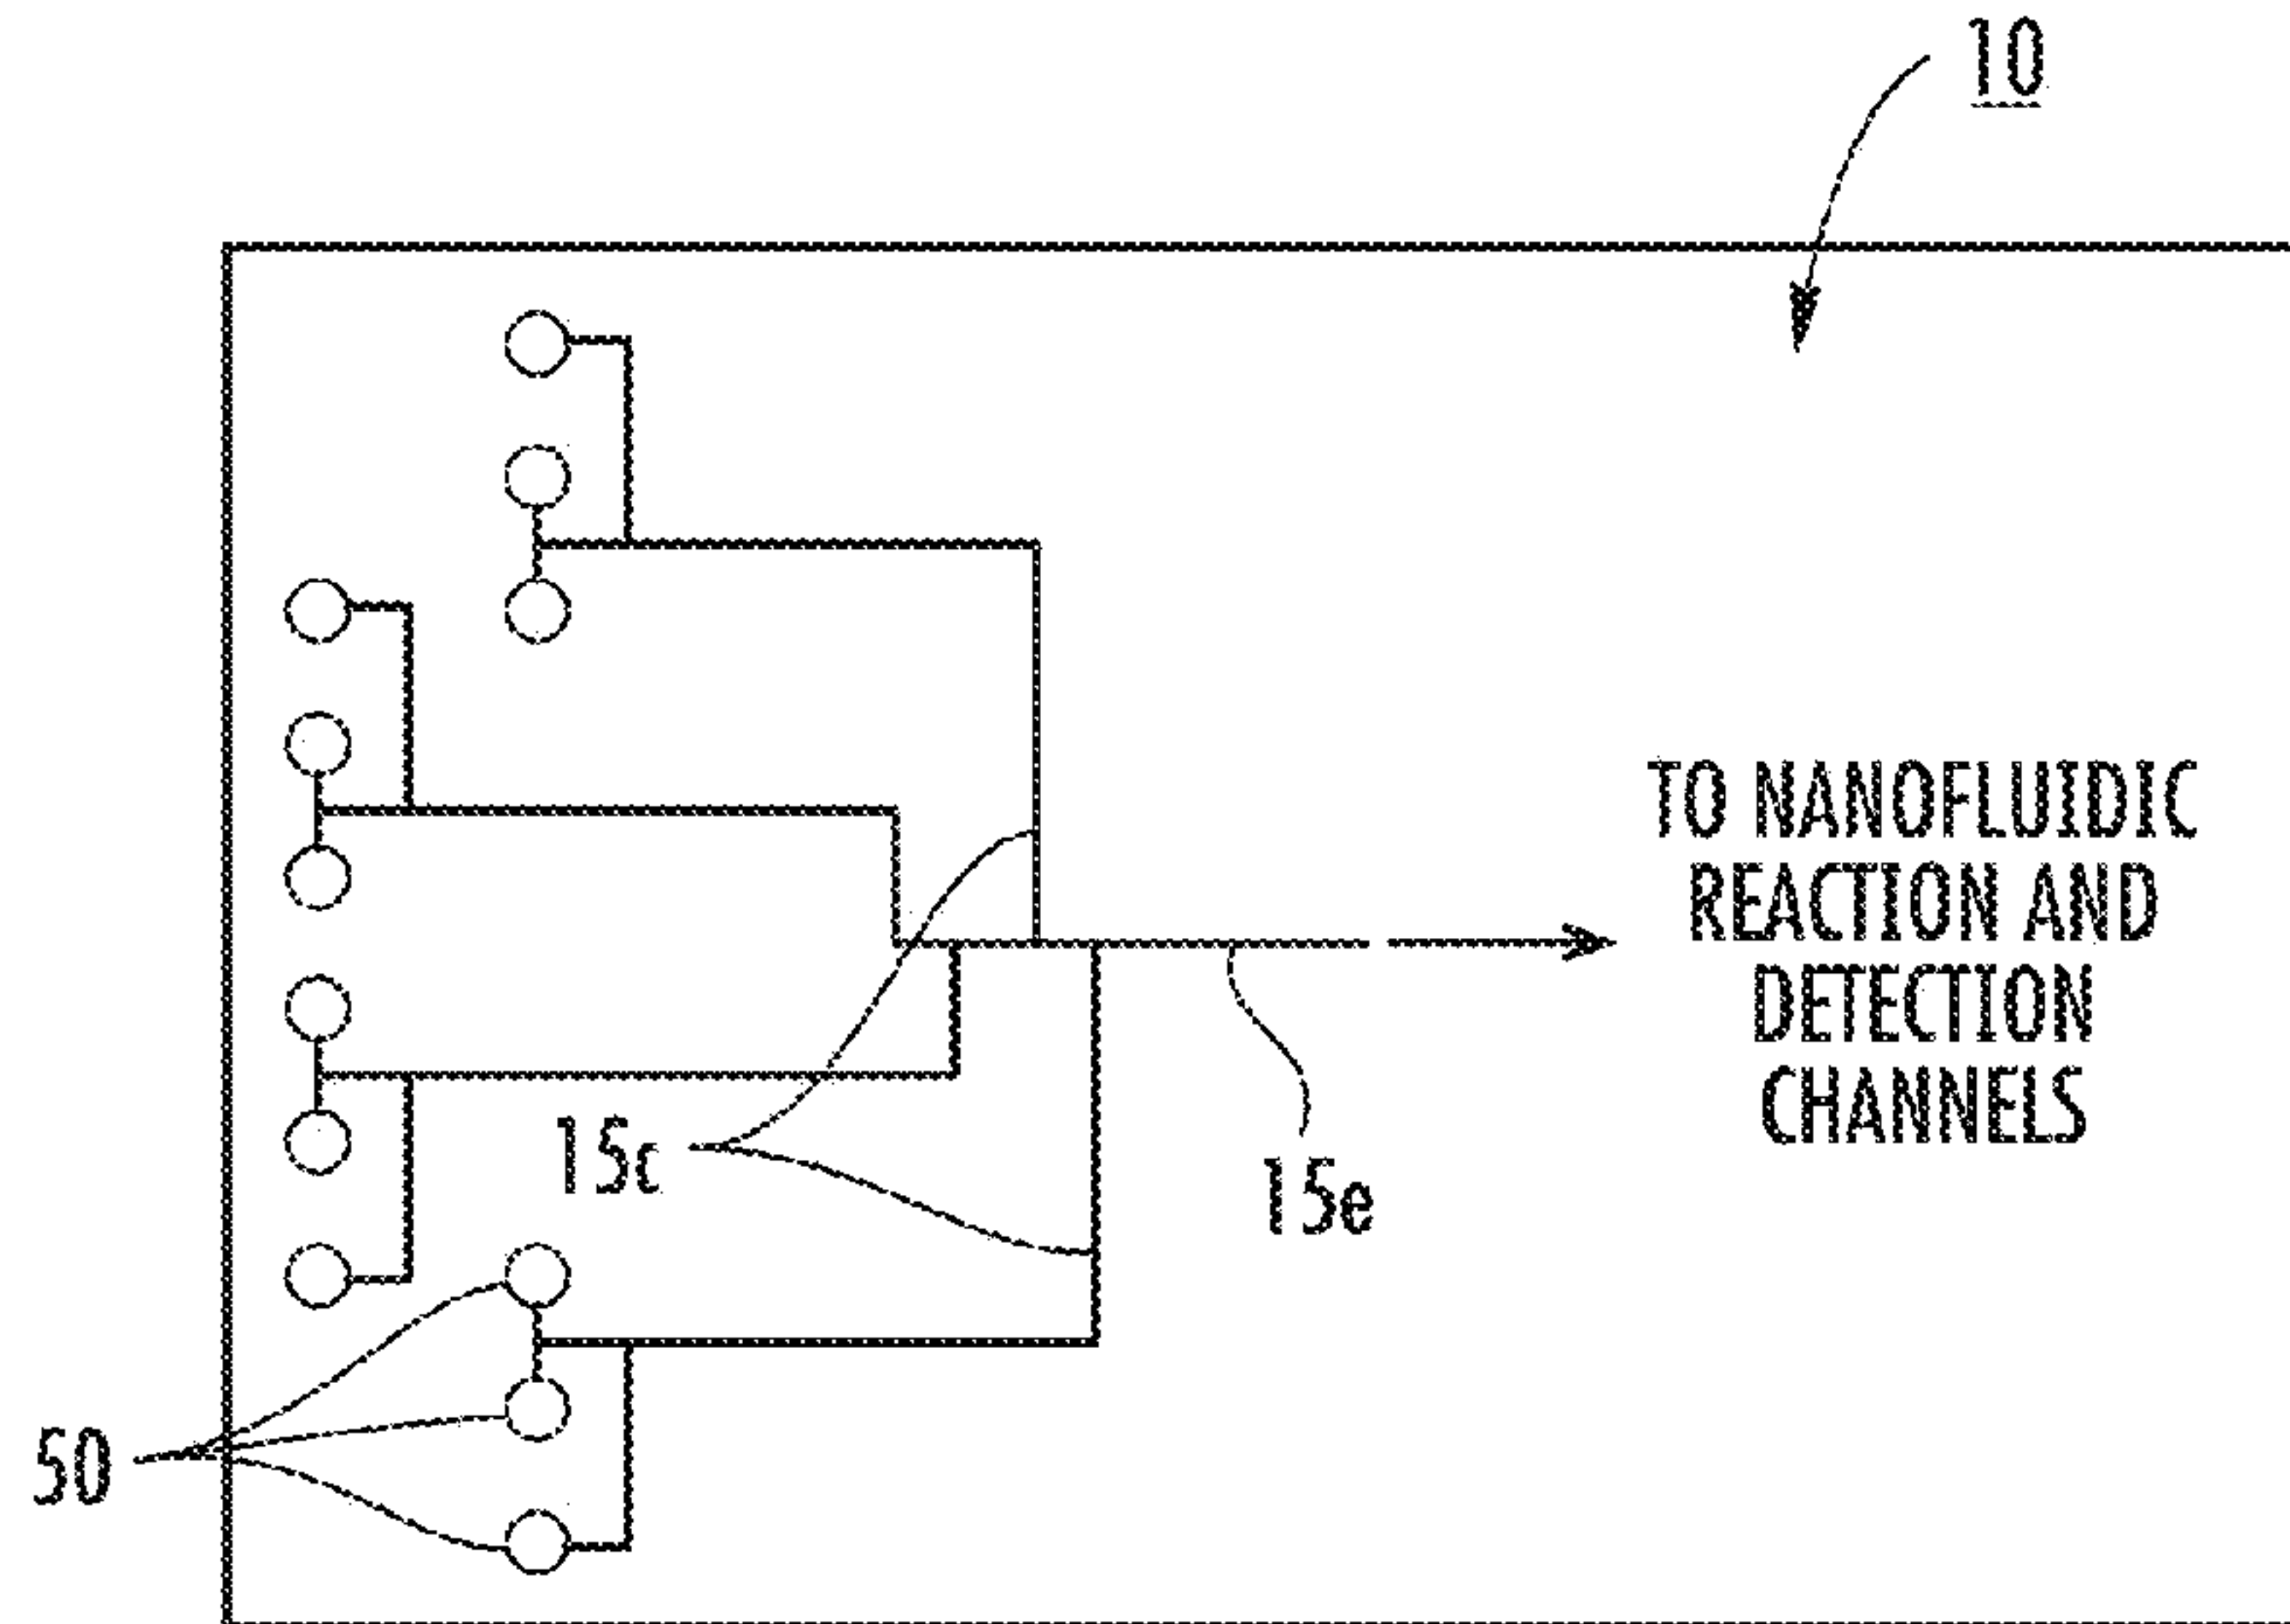 10
TO NANOFLUIDIC
REACTION AND
DETECTION
CHANNELS
15c
15e
50